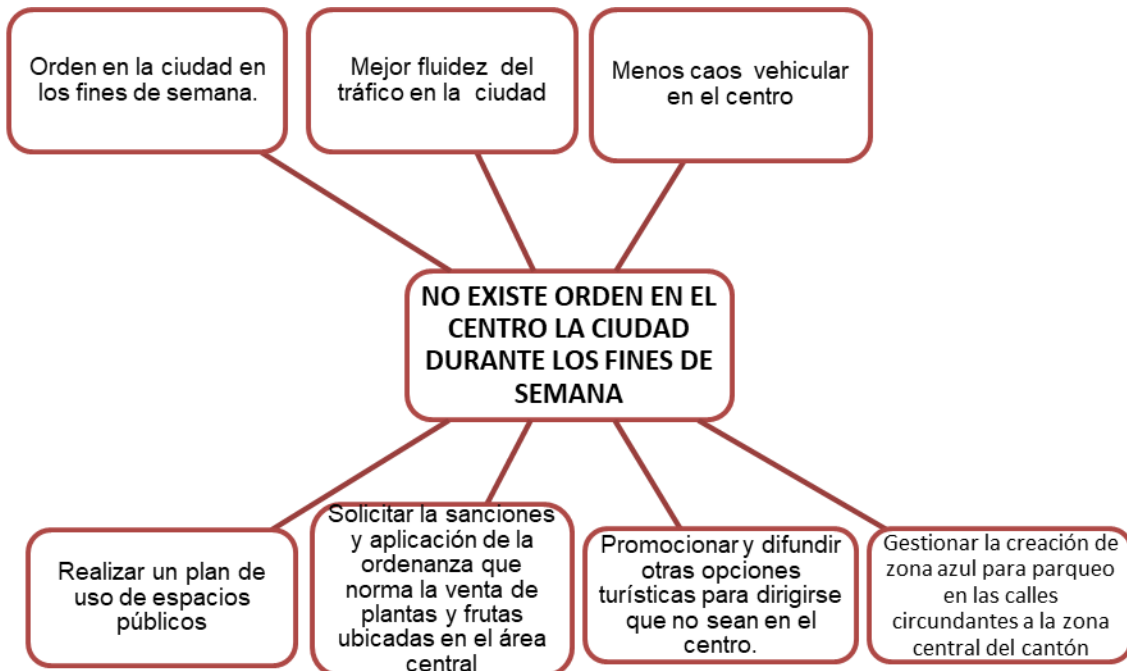 Orden en la ciudad en
los fines de semana.
Mejor fluidez del
tráfico en la ciudad
Menos caos vehicular
en el centro
NO EXISTE ORDEN EN EL
CENTRO LA CIUDAD
DURANTE LOS FINES DE
SEMANA
Realizar un plan de
uso de espacios
públicos
Solicitar la sanciones
y aplicación de la
ordenanza que
norma la venta de
plantas y frutas
ubicadas en el área
central
Promocionar y difundir
otras opciones
turísticas para dirigirse
que no sean en el
centro.
Gestionar la creación de
zona azul para parqueo
en las calles
circundantes a la zona
central del cantón